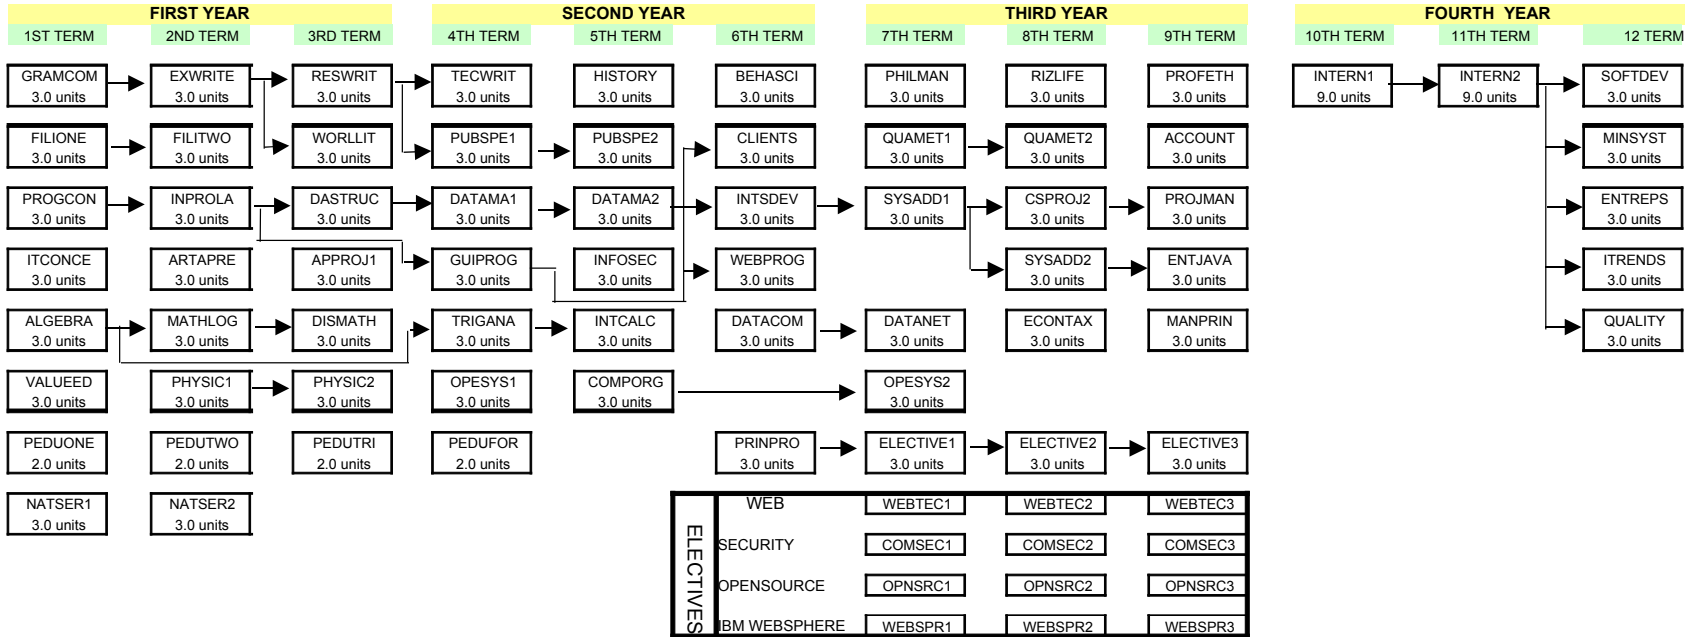 FIRST YEAR SECOND YEAR THIRD YEAR FOURTH YEAR
1ST TERM 2ND TERM 3RD TERM 4TH TERM 5TH TERM 6TH TERM 7TH TERM 8TH TERM 9TH TERM 10TH TERM 11TH TERM 12 TERM
GRAMCOM EXWRITE RESWRIT TECWRIT HISTORY BEHASCI PHILMAN RIZLIFE PROFETH INTERN1 INTERN2 SOFTDEV
3.0 units 3.0 units 3.0 units 3.0 units 3.0 units 3.0 units 3.0 units 3.0 units 3.0 units 9.0 units 9.0 units 3.0 units
FILIONE FILITWO WORLLIT PUBSPE1 PUBSPE2 CLIENTS QUAMET1 QUAMET2 ACCOUNT MINSYST
3.0 units 3.0 units 3.0 units 3.0 units 3.0 units 3.0 units 3.0 units 3.0 units 3.0 units 3.0 units
PROGCON INPROLA DASTRUC DATAMA1 DATAMA2 INTSDEV SYSADD1 CSPROJ2 PROJMAN ENTREPS
3.0 units 3.0 units 3.0 units 3.0 units 3.0 units 3.0 units 3.0 units 3.0 units 3.0 units 3.0 units
ITCONCE ARTAPRE APPROJ1 GUIPROG INFOSEC WEBPROG SYSADD2 ENTJAVA ITRENDS
3.0 units 3.0 units 3.0 units 3.0 units 3.0 units 3.0 units 3.0 units 3.0 units 3.0 units
ALGEBRA MATHLOG DISMATH TRIGANA INTCALC DATACOM DATANET ECONTAX MANPRIN QUALITY
3.0 units 3.0 units 3.0 units 3.0 units 3.0 units 3.0 units 3.0 units 3.0 units 3.0 units 3.0 units
VALUEED PHYSIC1 PHYSIC2 OPESYS1 COMPORG OPESYS2
3.0 units 3.0 units 3.0 units 3.0 units 3.0 units 3.0 units
PEDUONE PEDUTWO PEDUTRI PEDUFOR PRINPRO ELECTIVE1 ELECTIVE2 ELECTIVE3
2.0 units 2.0 units 2.0 units 2.0 units 3.0 units 3.0 units 3.0 units 3.0 units
NATSER1 NATSER2
3.0 units 3.0 units
ELECTIVES
WEB WEBTEC1 WEBTEC2 WEBTEC3
SECURITY COMSEC1 COMSEC2 COMSEC3
OPENSOURCE OPNSRC1 OPNSRC2 OPNSRC3
IBM WEBSPHERE WEBSPR1 WEBSPR2 WEBSPR3